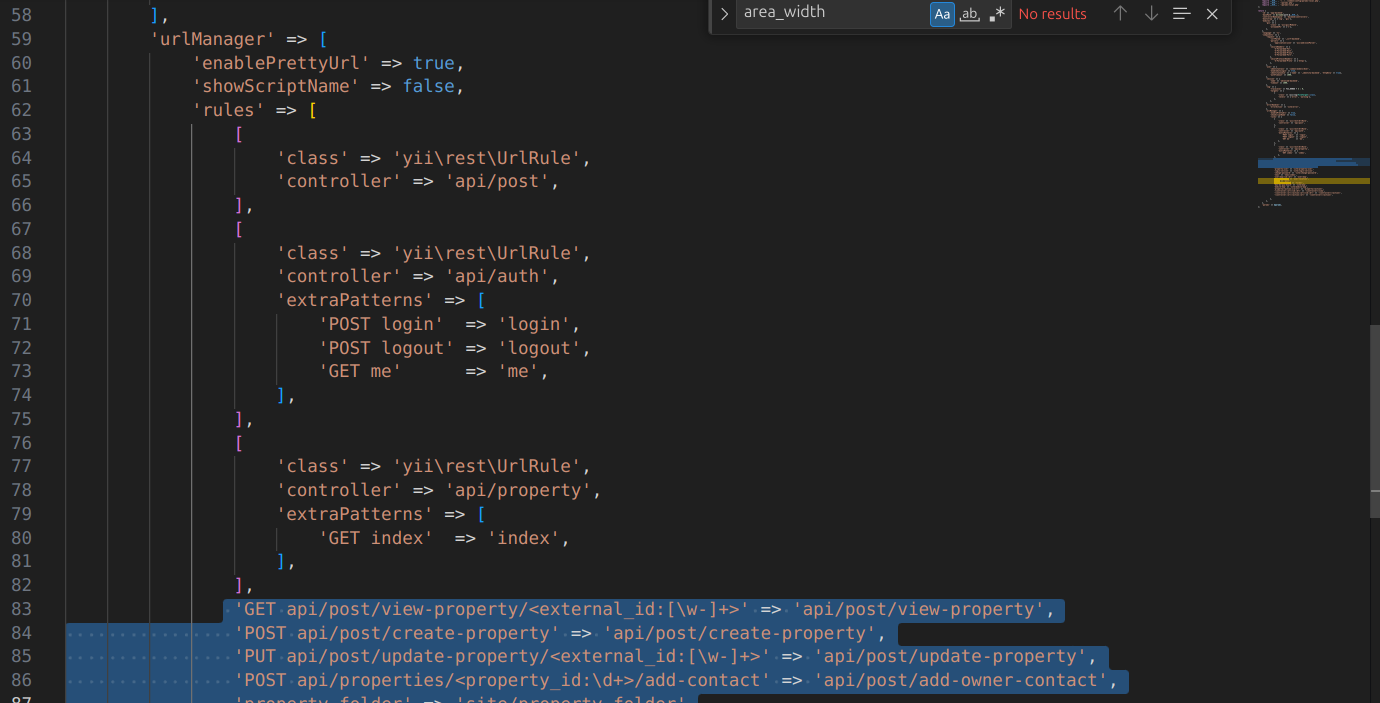 area_width
Aa
ab
.*
No results
58 ],
59 'urlManager' => [
60 'enablePrettyUrl' => true,
61 'showScriptName' => false,
62 'rules' => [
63 [
64 'class' => 'yii\rest\UrlRule',
65 'controller' => 'api/post',
66 ],
67 [
68 'class' => 'yii\rest\UrlRule',
69 'controller' => 'api/auth',
70 'extraPatterns' => [
71 'POST login'  => 'login',
72 'POST logout' => 'logout',
73 'GET me'      => 'me',
74 ],
75 ],
76 [
77 'class' => 'yii\rest\UrlRule',
78 'controller' => 'api/property',
79 'extraPatterns' => [
80 'GET index'  => 'index',
81 ],
82 ],
83 'GET api/post/view-property/<external_id:[\w-]+>' => 'api/post/view-property',
84 'POST api/post/create-property' => 'api/post/create-property',
85 'PUT api/post/update-property/<external_id:[\w-]+>' => 'api/post/update-property',
86 'POST api/properties/<property_id:\d+>/add-contact' => 'api/post/add-owner-contact',
87 'property-folder' => 'site/property-folder'